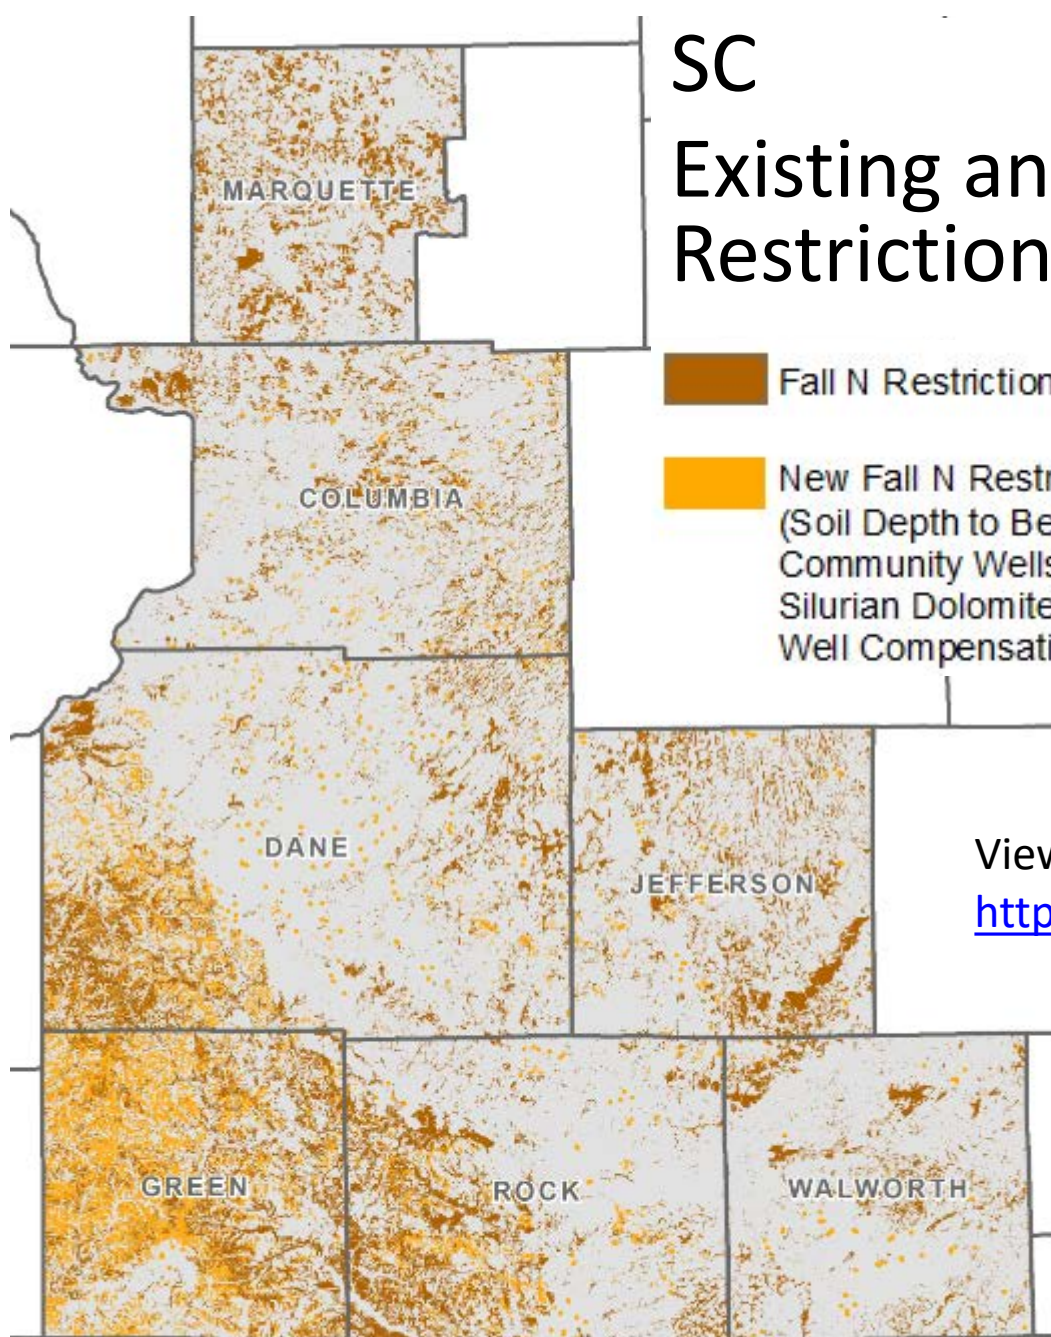 SC
Existing an
Restriction
Fall N Restriction
New Fall N Restr
(Soil Depth to Be
Community Wells
Silurian Dolomite
Well Compensati
View
http
MARQUETTE
COLUMBIA
DANE
JEFFERSON
GREEN
ROCK
WALWORTH